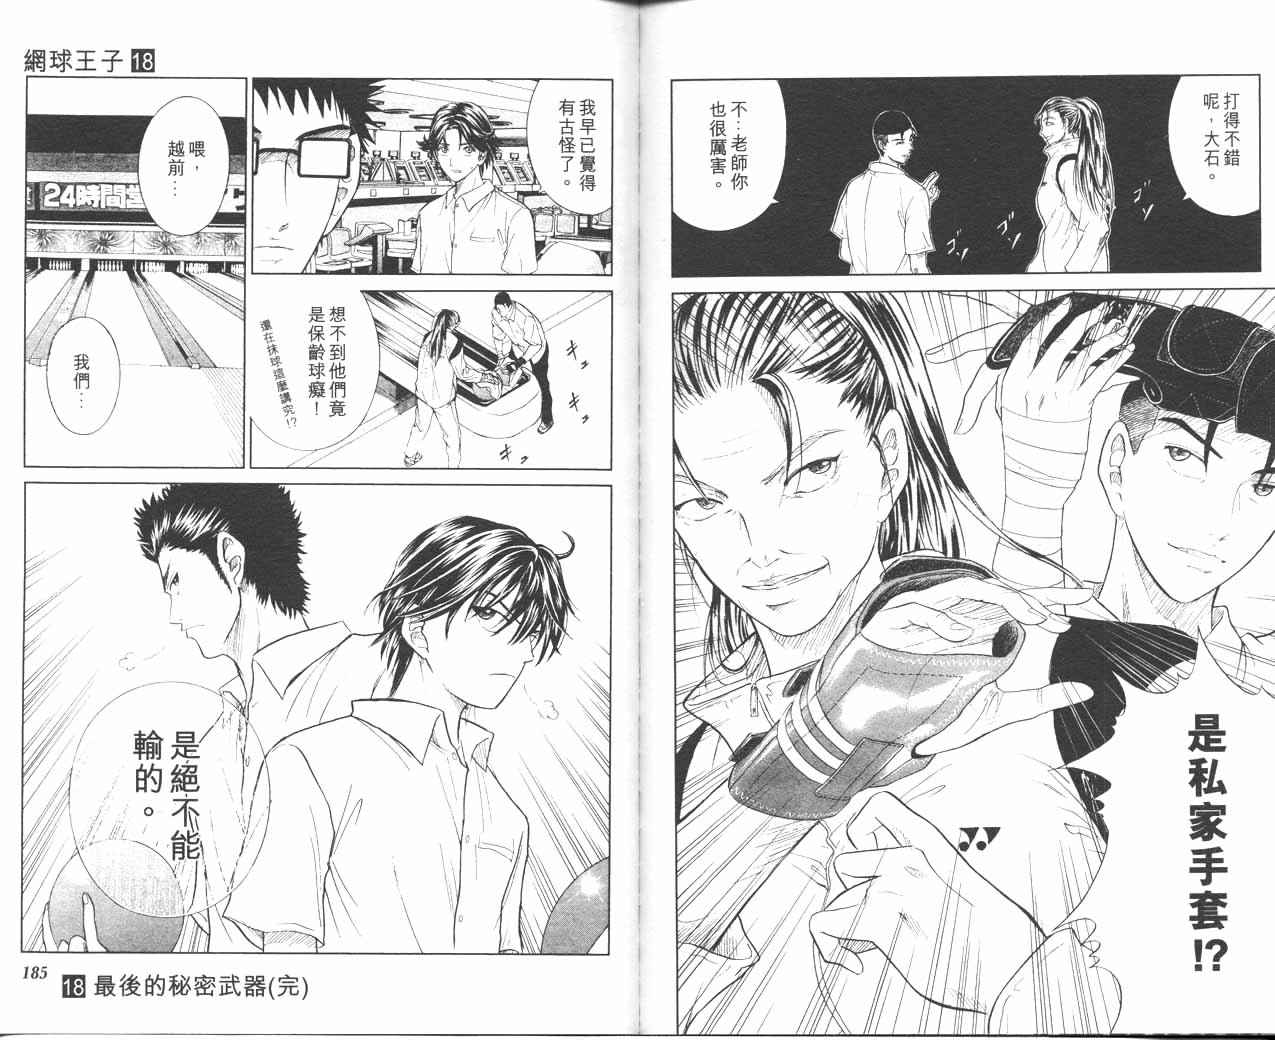 打得不錯
呢，大
石。
不…老師你
也很厲害。
ゴソ
ゴソ
是私家手套!?
網球王子 18
我早已覺得
有古怪了。
喂，
越前…
24時間営
想不到他們竟
是保齡球癡！
還在抹球這麼講究!?
キュ
キュ
キュ
我們…
是絕不能
輸的。
185
18 最後的秘密武器(完)